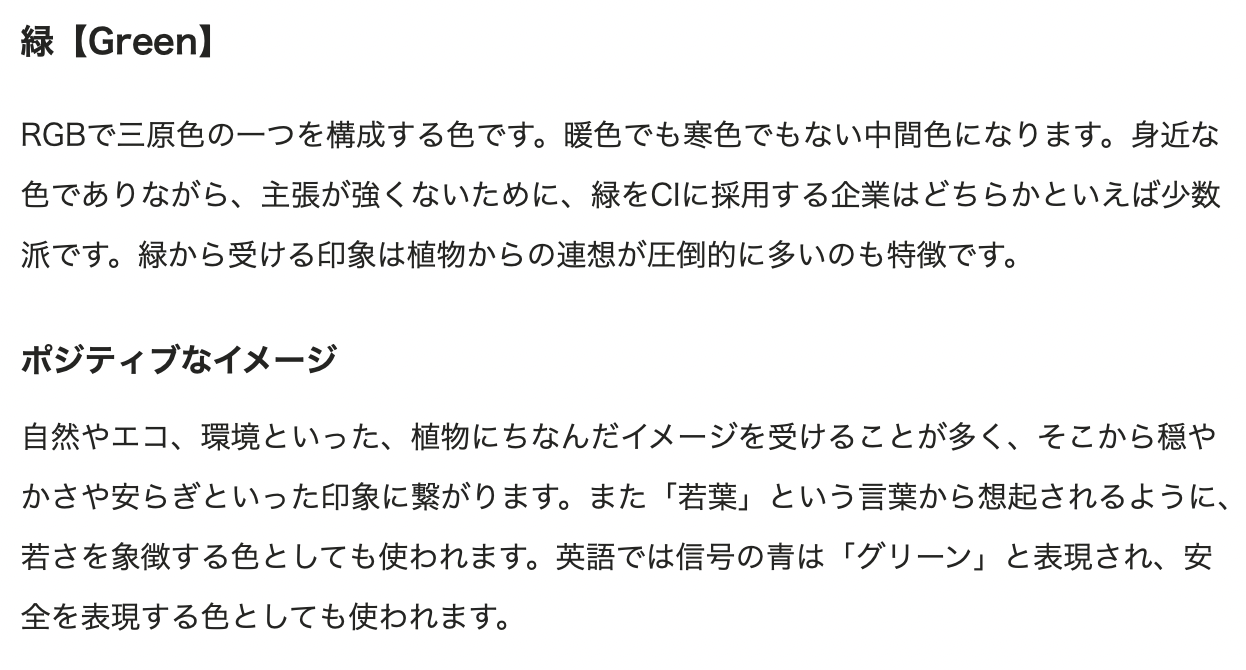 緑【Green】
RGBで三原色の一つを構成する色です。暖色でも寒色でもない中間色になります。身近な
色でありながら、主張が強くないために、緑をCIに採用する企業はどちらかといえば少数
派です。緑から受ける印象は植物からの連想が圧倒的に多いのも特徴です。
ポジティブなイメージ
自然やエコ、環境といった、植物にちなんだイメージを受けることが多く、そこから穏や
かさや安らぎといった印象に繋がります。また「若葉」という言葉から想起されるように、
若さを象徴する色としても使われます。英語では信号の青は「グリーン」と表現され、安
全を表現する色としても使われます。